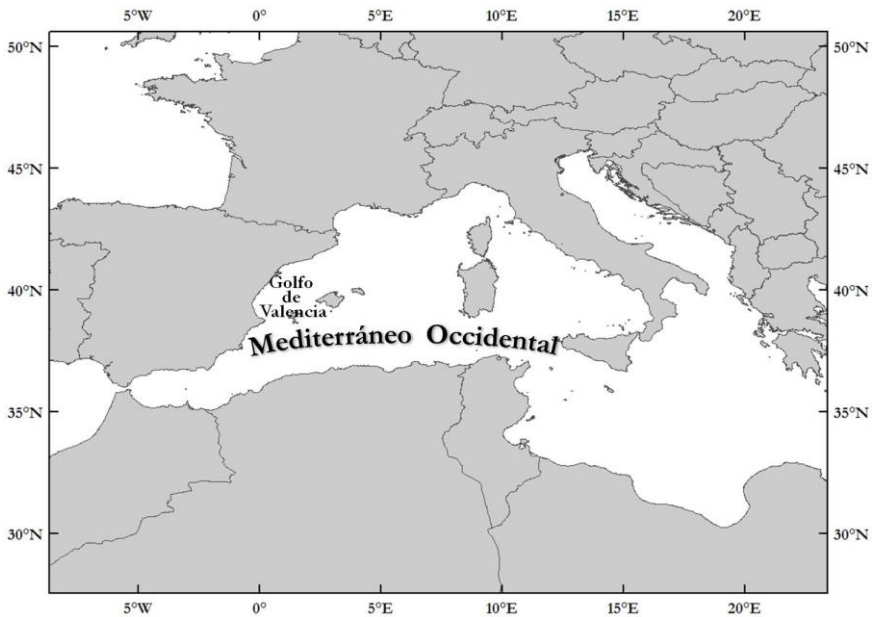 5°W 0° 5°E 10°E 15°E 20°E
50°N 50°N
45°N 45°N
40°N 40°N
Golfo
de
Valencia
Mediterráneo Occidental
35°N 35°N
30°N 30°N
5°W 0° 5°E 10°E 15°E 20°E